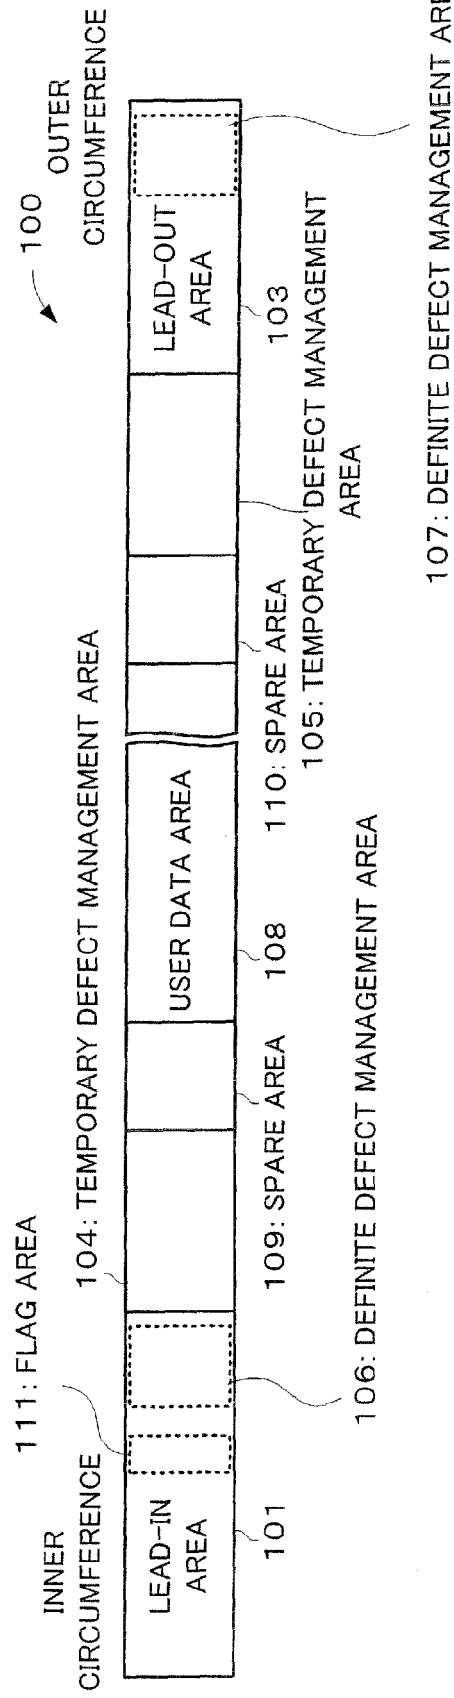 INNER
CIRCUMFERENCE
111: FLAG AREA
104: TEMPORARY DEFECT MANAGEMENT AREA
100
OUTER
CIRCUMFERENCE
LEAD-IN
AREA
USER DATA AREA
LEAD-OUT
AREA
101
109: SPARE AREA
108
110: SPARE AREA
103
105: TEMPORARY DEFECT MANAGEMENT
AREA
106: DEFINITE DEFECT MANAGEMENT AREA
107: DEFINITE DEFECT MANAGEMENT